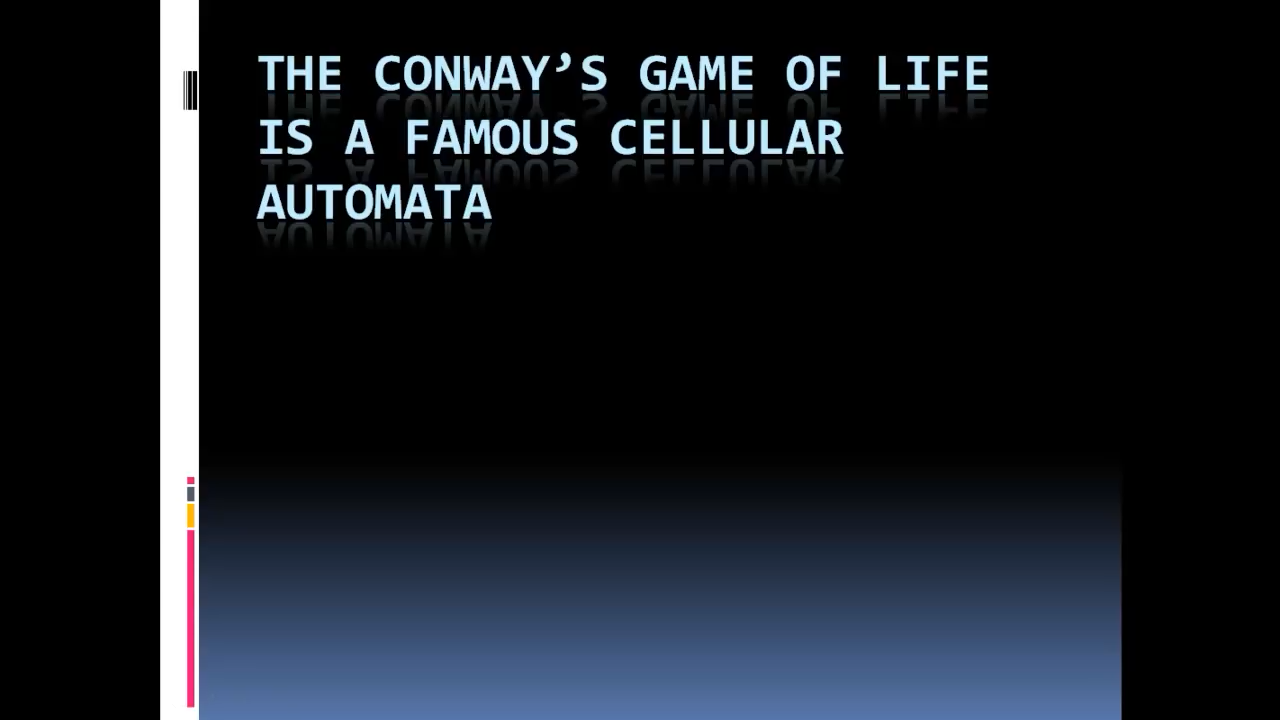 THE CONWAY’S GAME OF LIFE
IS A FAMOUS CELLULAR
AUTOMATA